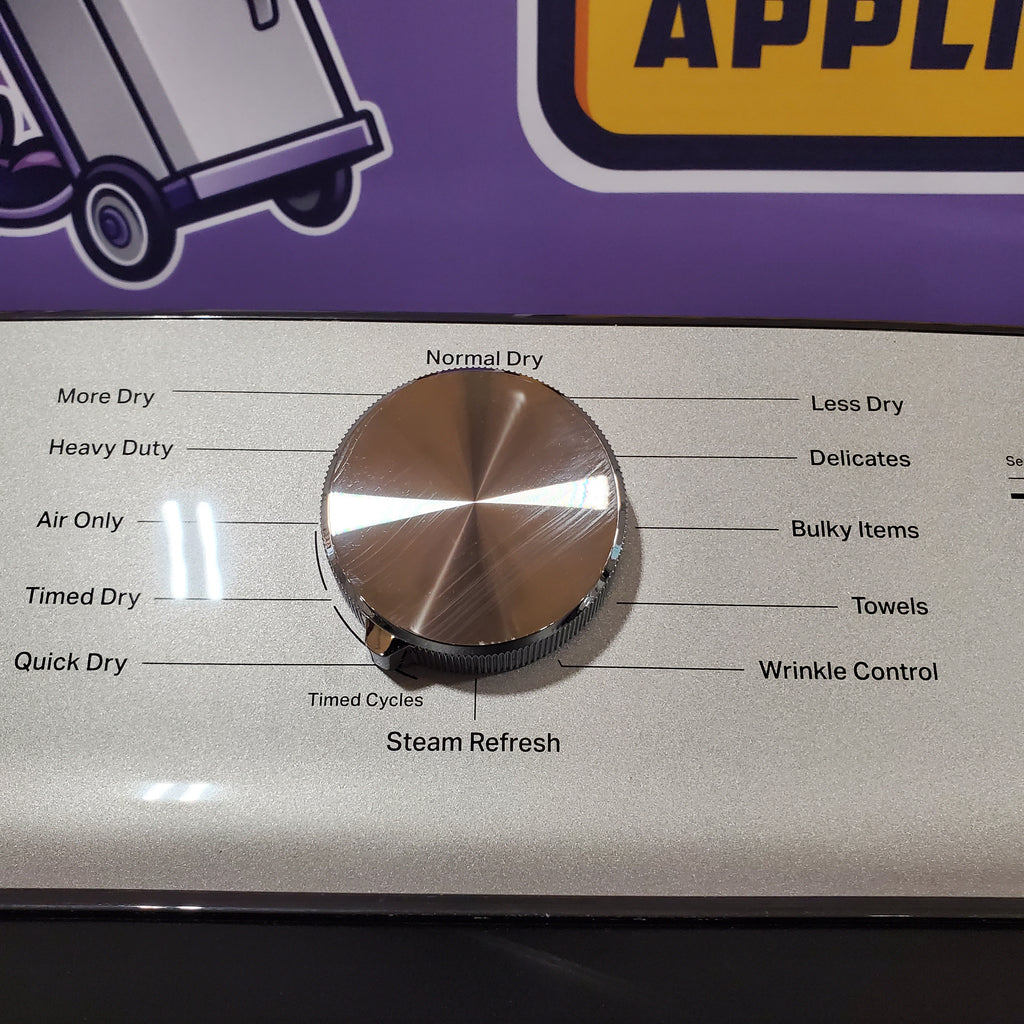 APPLI
Normal Dry
More Dry
Less Dry
Heavy Duty
Delicates
Se
Air Only
Bulky Items
Timed Dry
Towels
Quick Dry
Wrinkle Control
Timed Cycles
Steam Refresh